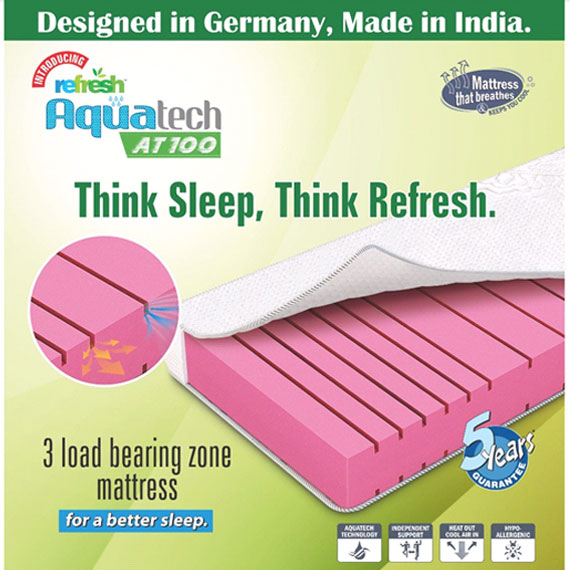 Designed in Germany, Made in India.
INTRODUCING
refresh
Aquatech
AT 100
Mattress
that breathes
& KEEPS YOU COOL
Think Sleep, Think Refresh.
3 load bearing zone
mattress
for a better sleep.
5 Years*
GUARANTEE
AQUATECH
TECHNOLOGY
INDEPENDENT
SUPPORT
HEAT OUT
COOL AIR IN
HYPO-
ALLERGENIC